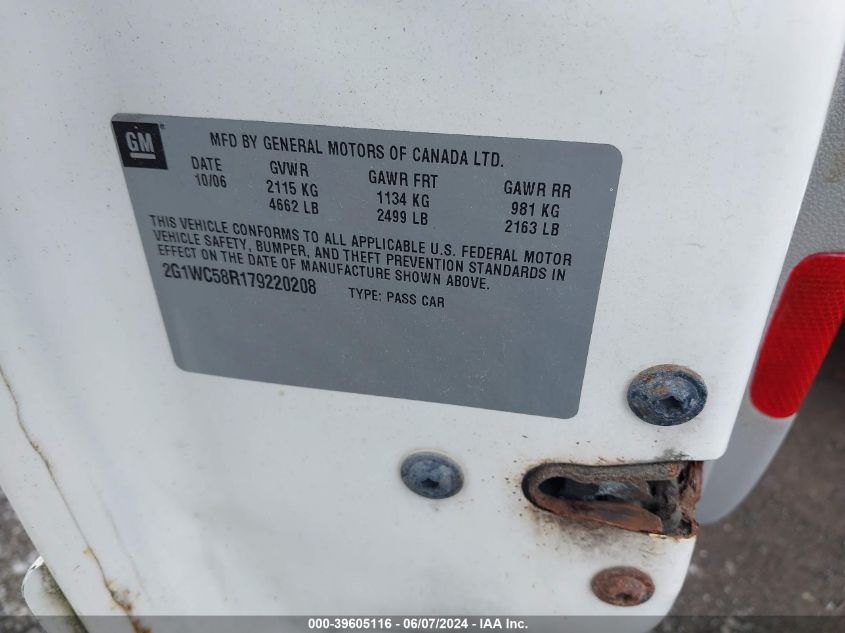 GM
MFD BY GENERAL MOTORS OF CANADA LTD.
DATE GVWR GAWR FRT GAWR RR
10/06 2115 KG 1134 KG 981 KG
4662 LB 2499 LB 2163 LB
THIS VEHICLE CONFORMS TO ALL APPLICABLE U.S. FEDERAL MOTOR
VEHICLE SAFETY, BUMPER, AND THEFT PREVENTION STANDARDS IN
EFFECT ON THE DATE OF MANUFACTURE SHOWN ABOVE.
2G1WC58R179220208 TYPE: PASS CAR
000-39605116 - 06/07/2024 - IAA Inc.